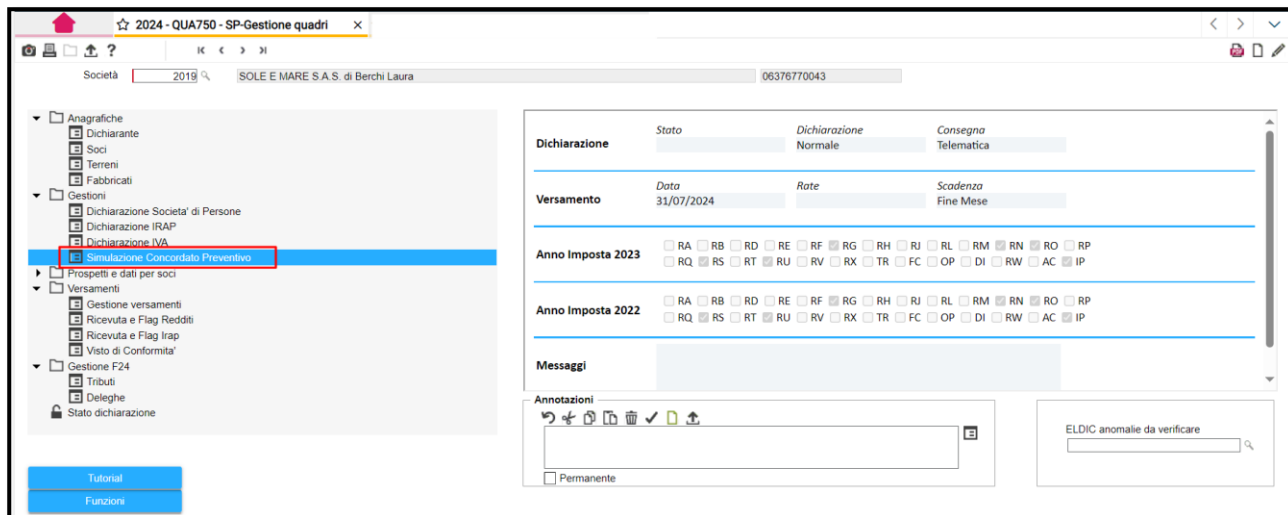 2024 - QUA750 - SP-Gestione quadri
Società 2019 SOLE E MARE S.A.S. di Berchi Laura 06376770043
Anagrafiche
Dichiarante
Soci
Terreni
Fabbricati
Gestioni
Dichiarazione Societa' di Persone
Dichiarazione IRAP
Dichiarazione IVA
Simulazione Concordato Preventivo
Prospetti e dati per soci
Versamenti
Gestione versamenti
Ricevuta e Flag Redditi
Ricevuta e Flag Irap
Visto di Conformita'
Gestione F24
Tributi
Deleghe
Stato dichiarazione
Tutorial
Funzioni
Stato Dichiarazione Consegna
Dichiarazione Normale Telematica
Data Rate Scadenza
Versamento 31/07/2024 Fine Mese
Anno Imposta 2023
RA RB RD RE RF RG RH RJ RL RM RN RO RP
RQ RS RT RU RV RX TR FC OP DI RW AC IP
Anno Imposta 2022
RA RB RD RE RF RG RH RJ RL RM RN RO RP
RQ RS RT RU RV RX TR FC OP DI RW AC IP
Messaggi
Annotazioni
Permanente
ELDIC anomalie da verificare